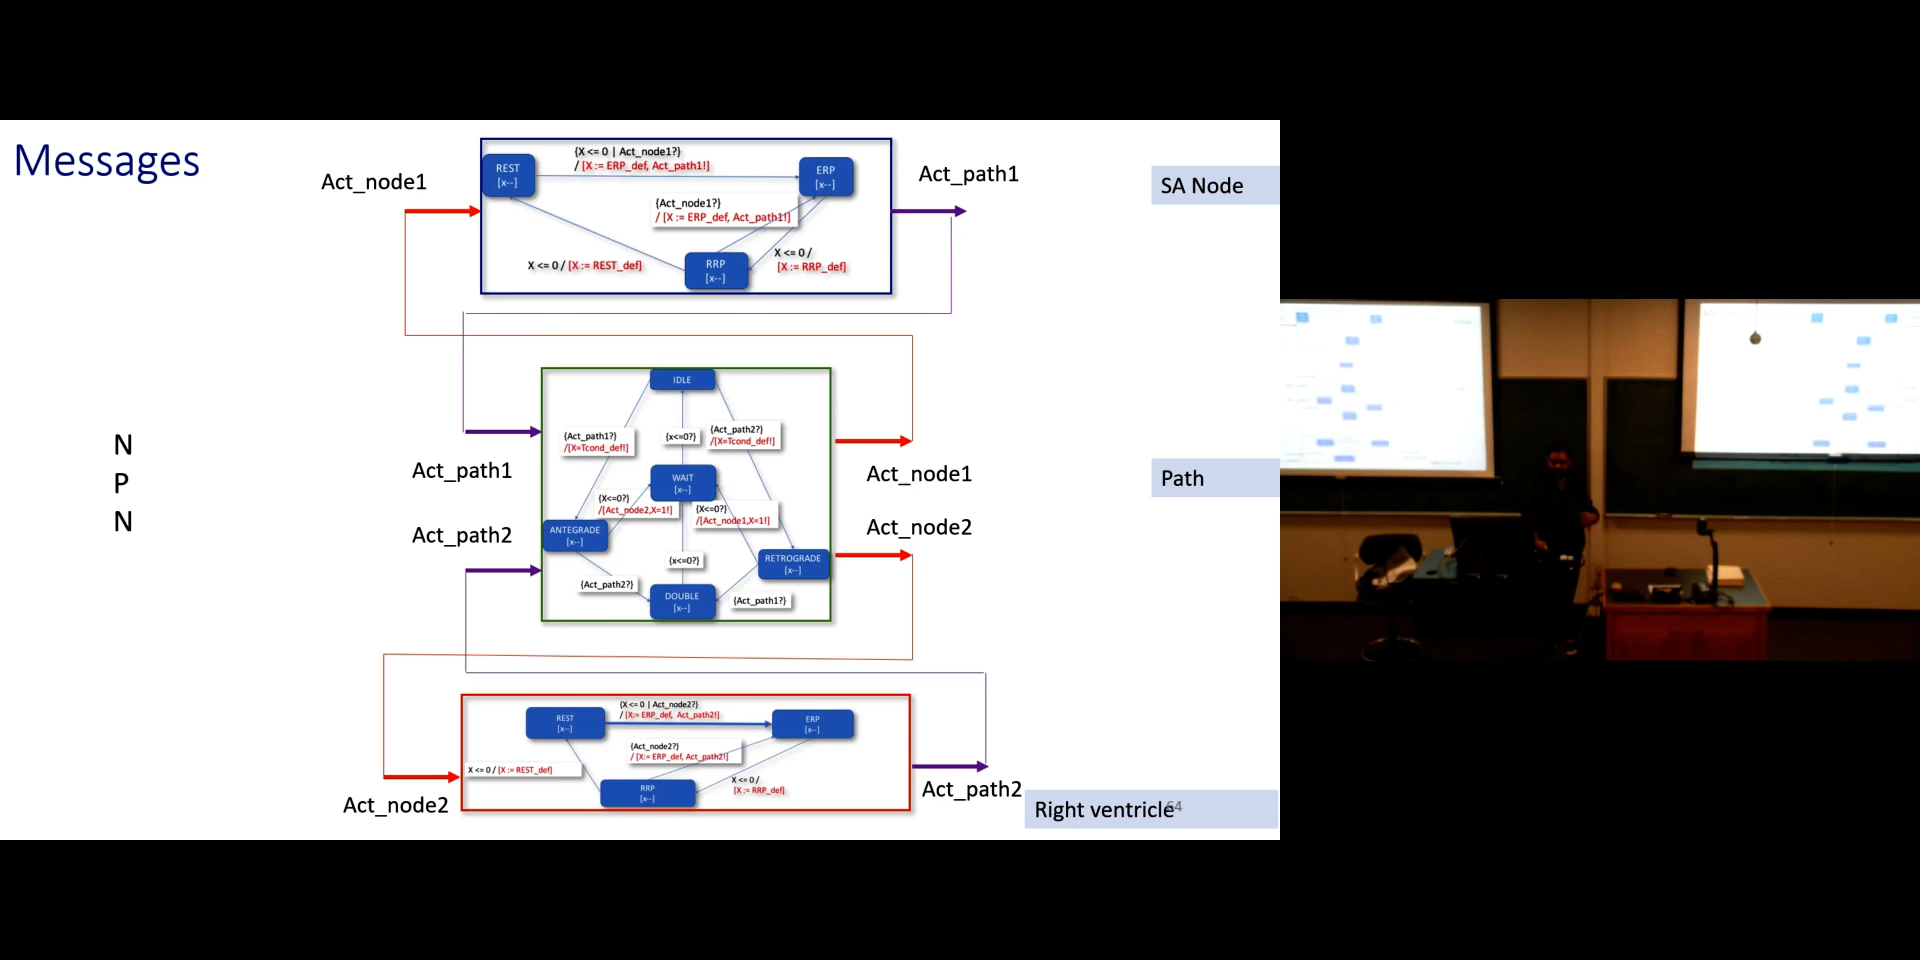 Messages
Act_node1
REST
[x--]
{X <= 0 | Act_node1?}
/ [X := ERP_def, Act_path1!]
ERP
[x--]
Act_path1
SA Node
{Act_node1?}
/ [X := ERP_def, Act_path1!]
X <= 0 / [X := REST_def]
RRP
[x--]
X <= 0 /
[X := RRP_def]
IDLE
{Act_path1?}
/[X=Tcond_def!]
{x<=0?}
{Act_path2?}
/[X=Tcond_def!]
N
P
N
Act_path1
WAIT
[x--]
Act_node1
Path
{X<=0?}
/[Act_node2,X=1!]
{X<=0?}
/[Act_node1,X=1!]
Act_path2
ANTEGRADE
[x--]
Act_node2
{x<=0?}
RETROGRADE
[x--]
{Act_path2?}
DOUBLE
[x--]
{Act_path1?}
REST
[x--]
{X <= 0 | Act_node2?}
/ [X:= ERP_def, Act_path2!]
ERP
[x--]
{Act_node2?}
/ [X:= ERP_def, Act_path2!]
X <= 0 / [X := REST_def]
RRP
[x--]
X <= 0 /
[X := RRP_def]
Act_node2
Act_path2
Right ventricle
64